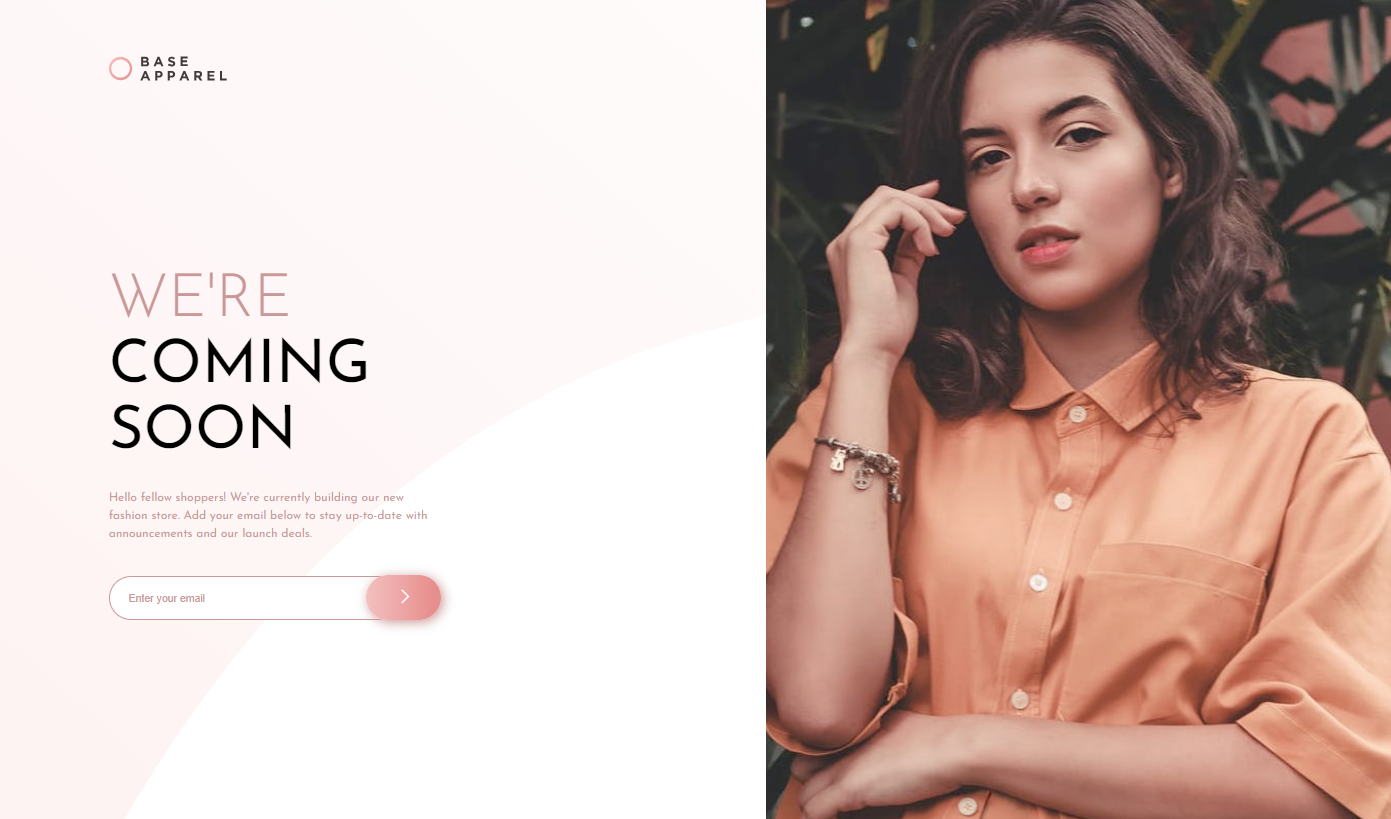 BASE
APPAREL
WE'RE
COMING
SOON
Hello fellow shoppers! We're currently building our new
fashion store. Add your email below to stay up-to-date with
announcements and our launch deals.
Enter your email